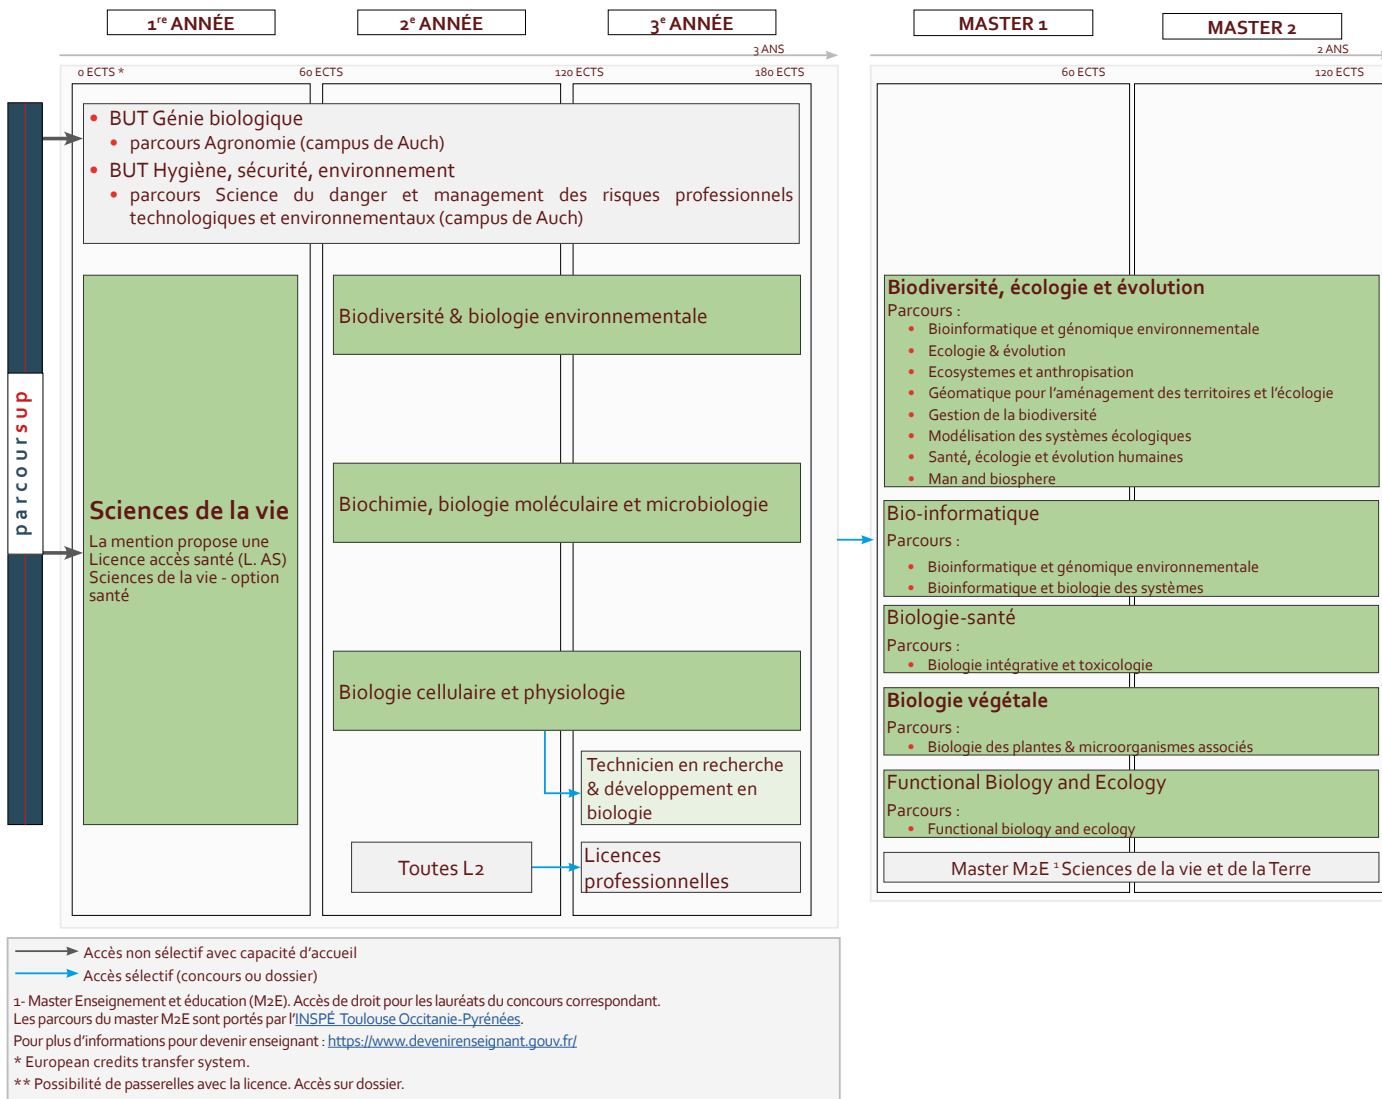 1re ANNÉE
2e ANNÉE
3e ANNÉE
MASTER 1
MASTER 2
3 ANS
2 ANS
0 ECTS *
60 ECTS
120 ECTS
180 ECTS
60 ECTS
120 ECTS
parcoursup
• BUT Génie biologique
• parcours Agronomie (campus de Auch)
• BUT Hygiène, sécurité, environnement
• parcours Science du danger et management des risques professionnels
technologiques et environnementaux (campus de Auch)
Sciences de la vie
La mention propose une
Licence accès santé (L. AS)
Sciences de la vie - option
santé
Biodiversité & biologie environnementale
Biochimie, biologie moléculaire et microbiologie
Biologie cellulaire et physiologie
Technicien en recherche
& développement en
biologie
Toutes L2
Licences
professionnelles
Biodiversité, écologie et évolution
Parcours :
• Bioinformatique et génomique environnementale
• Ecologie & évolution
• Ecosystemes et anthropisation
• Géomatique pour l'aménagement des territoires et l'écologie
• Gestion de la biodiversité
• Modélisation des systèmes écologiques
• Santé, écologie et évolution humaines
• Man and biosphere
Bio-informatique
Parcours :
• Bioinformatique et génomique environnementale
• Bioinformatique et biologie des systèmes
Biologie-santé
Parcours :
• Biologie intégrative et toxicologie
Biologie végétale
Parcours :
• Biologie des plantes & microorganismes associés
Functional Biology and Ecology
Parcours :
• Functional biology and ecology
Master M2E 1 Sciences de la vie et de la Terre
Accès non sélectif avec capacité d'accueil
Accès sélectif (concours ou dossier)
1- Master Enseignement et éducation (M2E). Accès de droit pour les lauréats du concours correspondant.
Les parcours du master M2E sont portés par l'INSPÉ Toulouse Occitanie-Pyrénées.
Pour plus d'informations pour devenir enseignant : https://www.devenirenseignant.gouv.fr/
* European credits transfer system.
** Possibilité de passerelles avec la licence. Accès sur dossier.